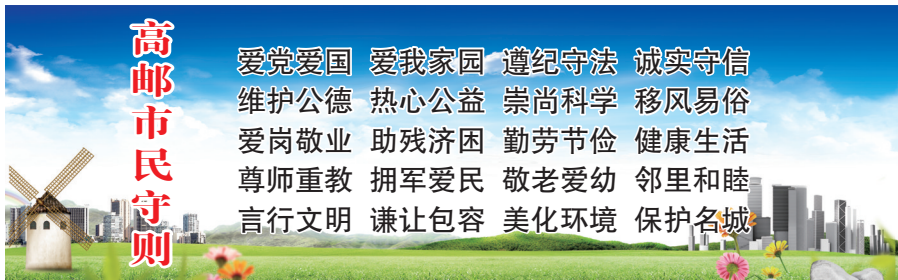 高邮市民守则
爱党爱国 爱我家园 遵纪守法 诚实守信
维护公德 热心公益 崇尚科学 移风易俗
爱岗敬业 助残济困 勤劳节俭 健康生活
尊师重教 拥军爱民 敬老爱幼 邻里和睦
言行文明 谦让包容 美化环境 保护名城